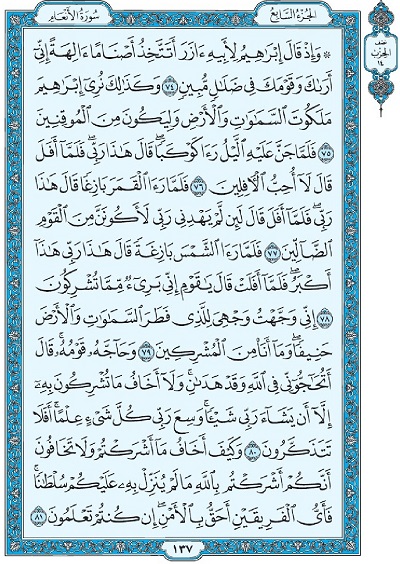 الجزء السابع
سورة الأنعام
نصف
الحزب
١٤
۞ وَإِذْ قَالَ إِبْرَٰهِيمُ لِأَبِيهِ ءَازَرَ أَتَتَّخِذُ أَصْنَامًا ءَالِهَةً إِنِّىٓ
أَرَىٰكَ وَقَوْمَكَ فِى ضَلَٰلٍ مُّبِينٍ ٧٤ وَكَذَٰلِكَ نُرِىٓ إِبْرَٰهِيمَ
مَلَكُوتَ ٱلسَّمَٰوَٰتِ وَٱلْأَرْضِ وَلِيَكُونَ مِنَ ٱلْمُوقِنِينَ
٧٥ فَلَمَّا جَنَّ عَلَيْهِ ٱلَّيْلُ رَءَا كَوْكَبًا ۖ قَالَ هَٰذَا رَبِّى ۖ فَلَمَّآ أَفَلَ
قَالَ لَآ أُحِبُّ ٱلْءَافِلِينَ ٧٦ فَلَمَّا رَءَا ٱلْقَمَرَ بَازِغًا قَالَ هَٰذَا
رَبِّى ۖ فَلَمَّآ أَفَلَ قَالَ لَئِن لَّمْ يَهْدِنِى رَبِّى لَأَكُونَنَّ مِنَ ٱلْقَوْمِ
ٱلضَّآلِّينَ ٧٧ فَلَمَّا رَءَا ٱلشَّمْسَ بَازِغَةً قَالَ هَٰذَا رَبِّى هَٰذَآ
أَكْبَرُ ۖ فَلَمَّآ أَفَلَتْ قَالَ يَٰقَوْمِ إِنِّى بَرِىٓءٌ مِّمَّا تُشْرِكُونَ
٧٨ إِنِّى وَجَّهْتُ وَجْهِىَ لِلَّذِى فَطَرَ ٱلسَّمَٰوَٰتِ وَٱلْأَرْضَ
حَنِيفًا ۖ وَمَآ أَنَا۠ مِنَ ٱلْمُشْرِكِينَ ٧٩ وَحَآجَّهُۥ قَوْمُهُۥ ۚ قَالَ
أَتُحَٰٓجُّوٓنِّى فِى ٱللَّهِ وَقَدْ هَدَىٰنِ ۚ وَلَآ أَخَافُ مَا تُشْرِكُونَ بِهِۦٓ
إِلَّآ أَن يَشَآءَ رَبِّى شَيْـًٔا ۗ وَسِعَ رَبِّى كُلَّ شَىْءٍ عِلْمًا ۗ أَفَلَا
تَتَذَكَّرُونَ ٨٠ وَكَيْفَ أَخَافُ مَآ أَشْرَكْتُمْ وَلَا تَخَافُونَ
أَنَّكُمْ أَشْرَكْتُم بِٱللَّهِ مَا لَمْ يُنَزِّلْ بِهِۦ عَلَيْكُمْ سُلْطَٰنًا ۚ
فَأَىُّ ٱلْفَرِيقَيْنِ أَحَقُّ بِٱلْأَمْنِ ۖ إِن كُنتُمْ تَعْلَمُونَ ٨١
١٣٧